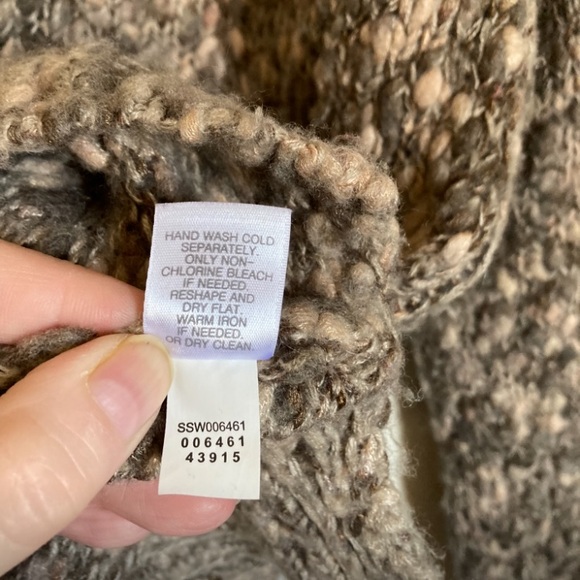 HAND WASH COLD
SEPARATELY.
ONLY NON-
CHLORINE BLEACH
IF NEEDED.
RESHAPE AND
DRY FLAT.
WARM IRON
IF NEEDED.
OR DRY CLEAN.
SSW006461
006461
43915